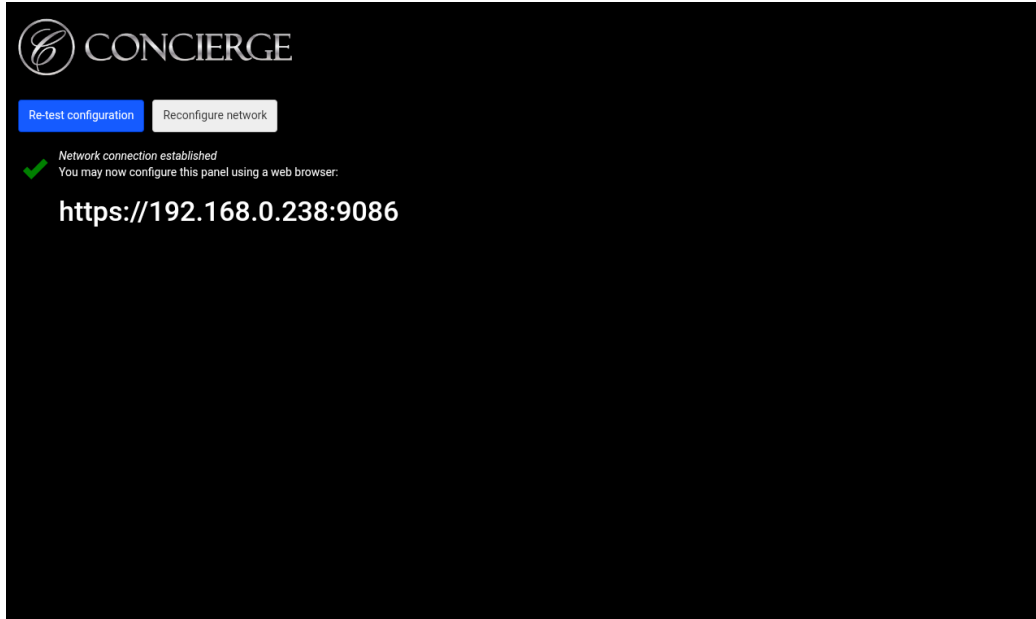 CONCIERGE
Re-test configuration
Reconfigure network
Network connection established
You may now configure this panel using a web browser:
https://192.168.0.238:9086